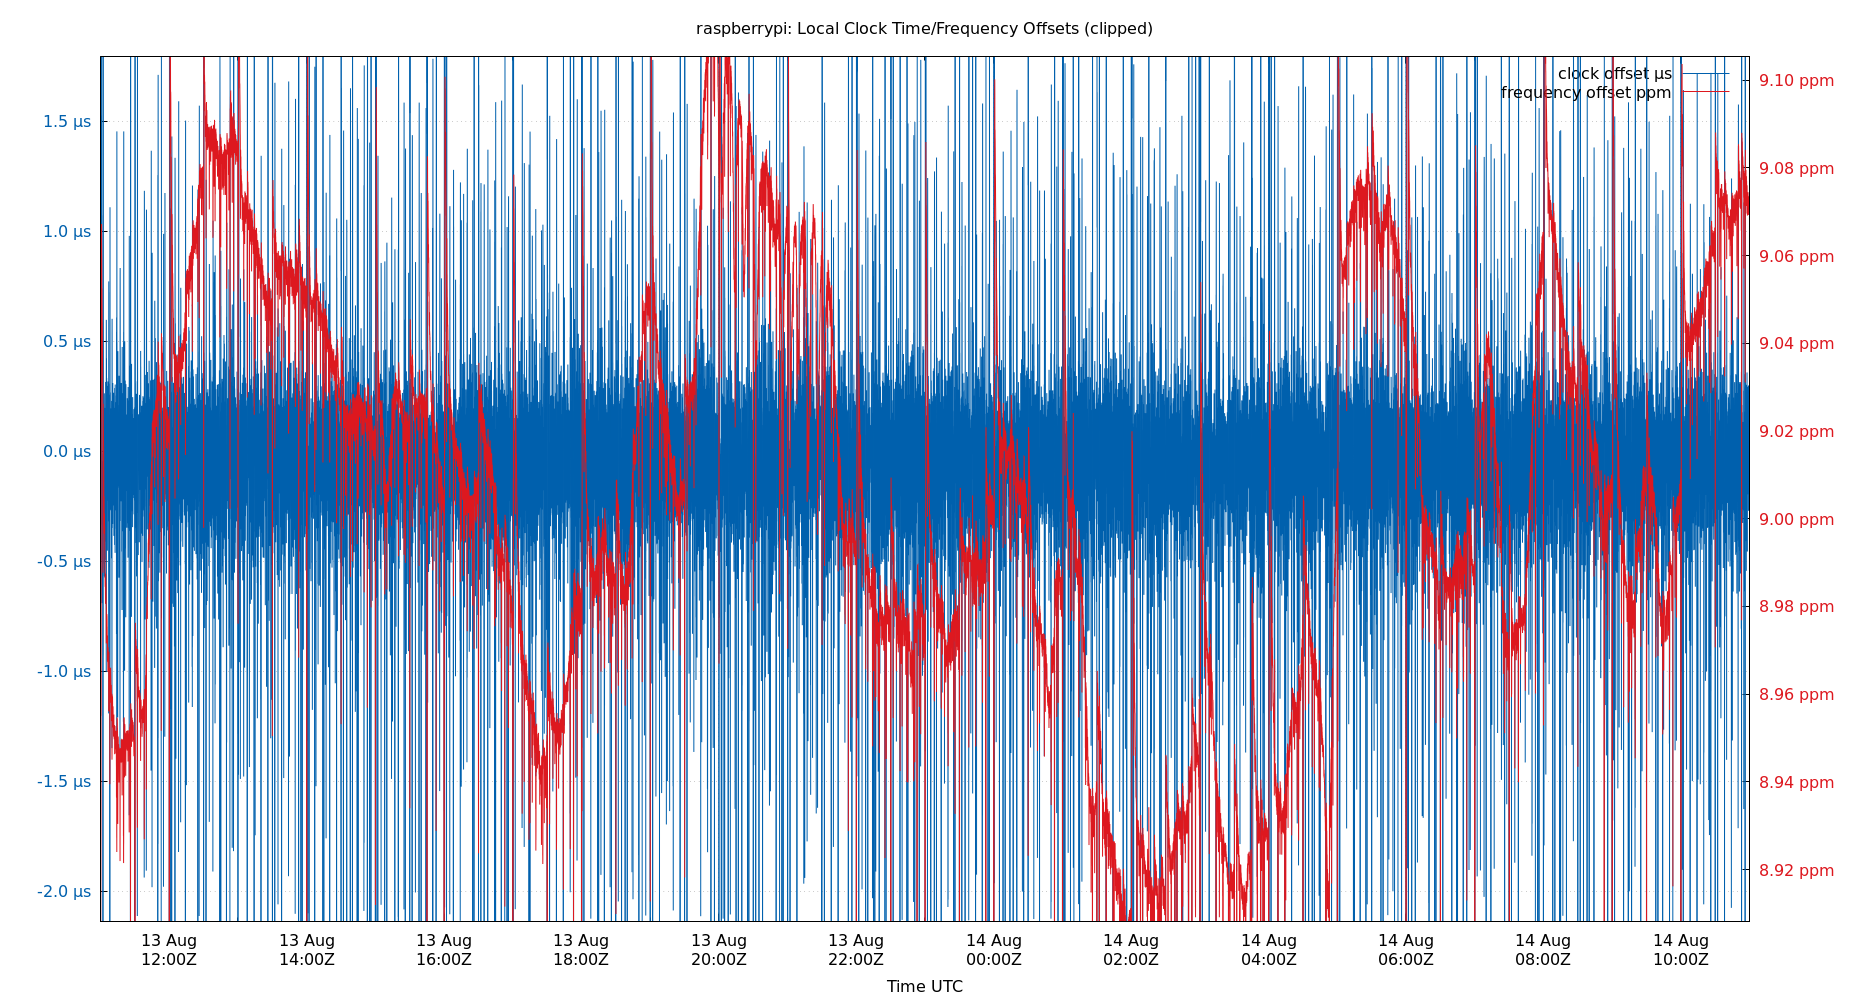 raspberrypi: Local Clock Time/Frequency Offsets (clipped)
clock offset µs
frequency offset ppm
1.5 µs
1.0 µs
0.5 µs
0.0 µs
-0.5 µs
-1.0 µs
-1.5 µs
-2.0 µs
9.10 ppm
9.08 ppm
9.06 ppm
9.04 ppm
9.02 ppm
9.00 ppm
8.98 ppm
8.96 ppm
8.94 ppm
8.92 ppm
13 Aug 13 Aug 13 Aug 13 Aug 13 Aug 13 Aug 14 Aug 14 Aug 14 Aug 14 Aug 14 Aug 14 Aug
12:00Z 14:00Z 16:00Z 18:00Z 20:00Z 22:00Z 00:00Z 02:00Z 04:00Z 06:00Z 08:00Z 10:00Z
Time UTC